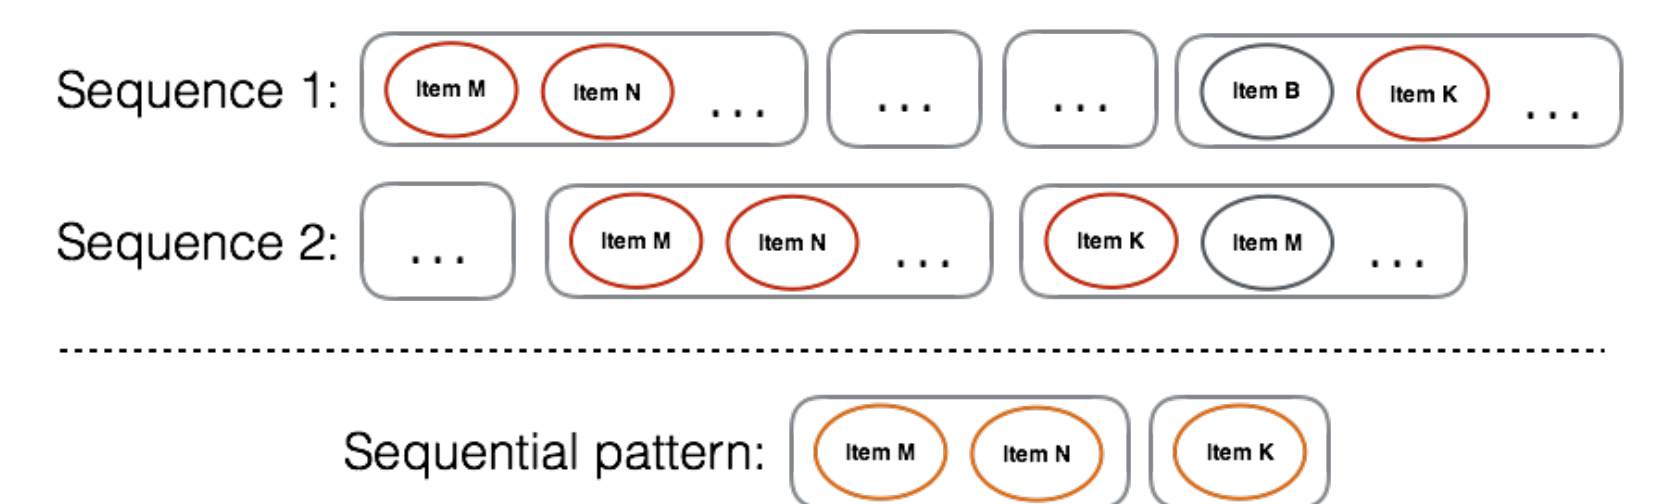 Sequence 1: Item M Item N ... ... ... Item B Item K ...
Sequence 2: ... Item M Item N ... Item K Item M ...
Sequential pattern: Item M Item N Item K